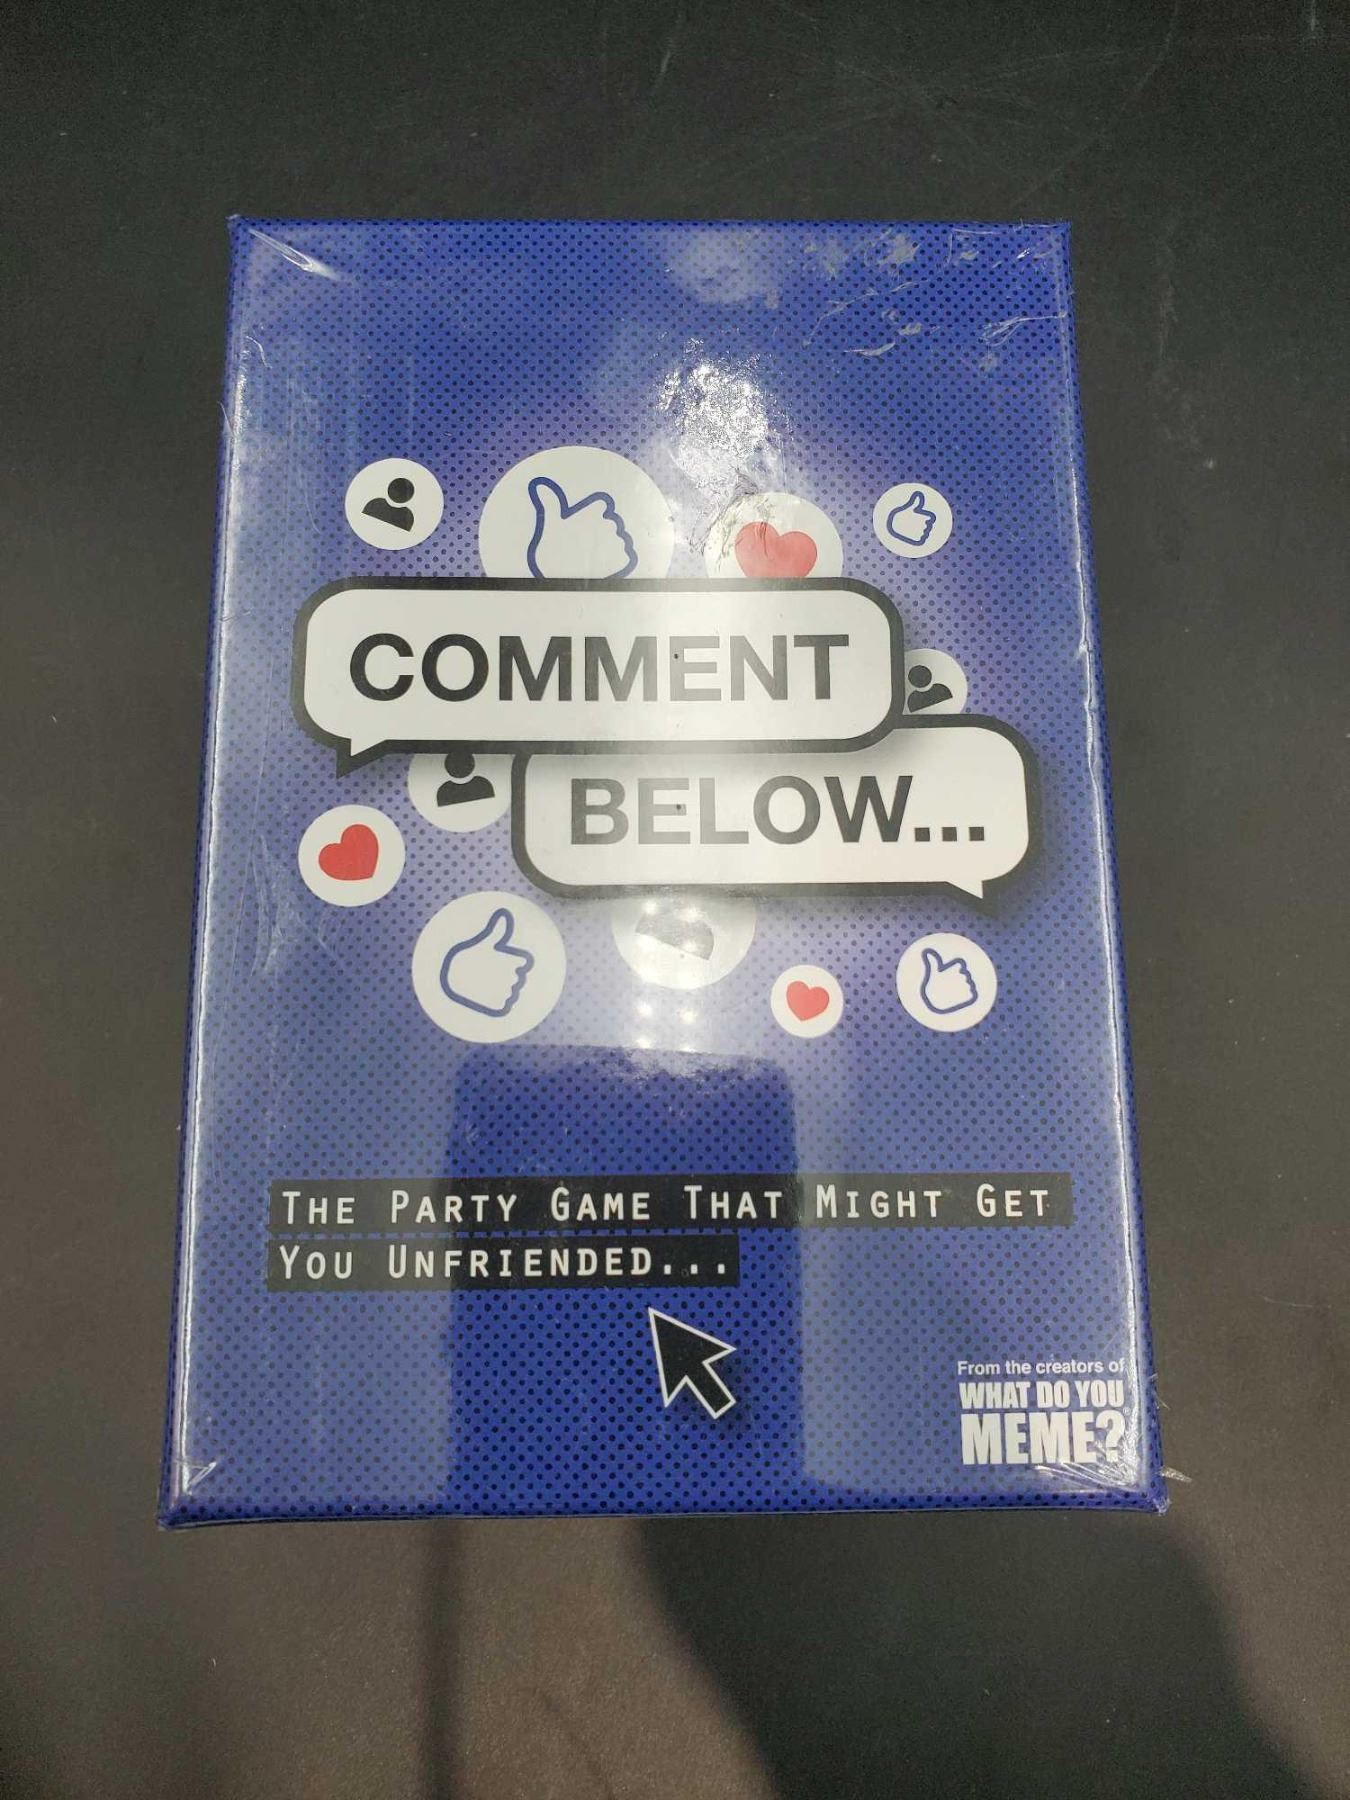 COMMENT
BELOW...
THE PARTY GAME THAT MIGHT GET
YOU UNFRIENDED...
From the creators of
WHAT DO YOU
MEME?